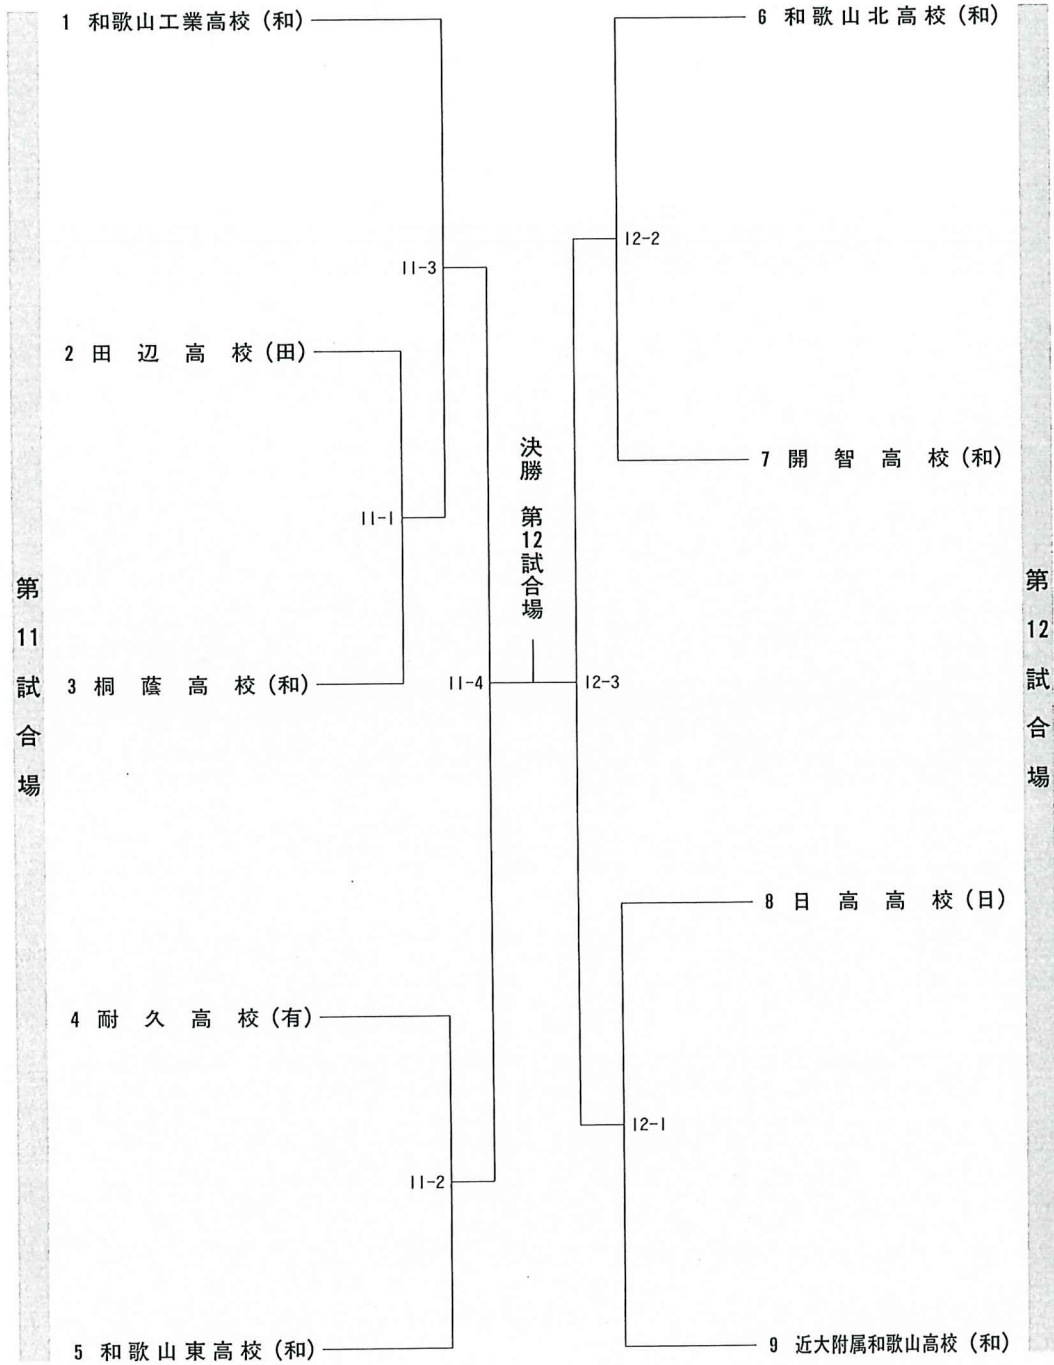 第11試合場
1 和歌山工業高校(和)
11-3
2 田辺高校(田)
11-1
3 桐蔭高校(和)
11-4
4 耐久高校(有)
11-2
5 和歌山東高校(和)
決勝 第12試合場
6 和歌山北高校(和)
12-2
7 開智高校(和)
12-3
8 日高高校(日)
12-1
9 近大附属和歌山高校(和)
第12試合場